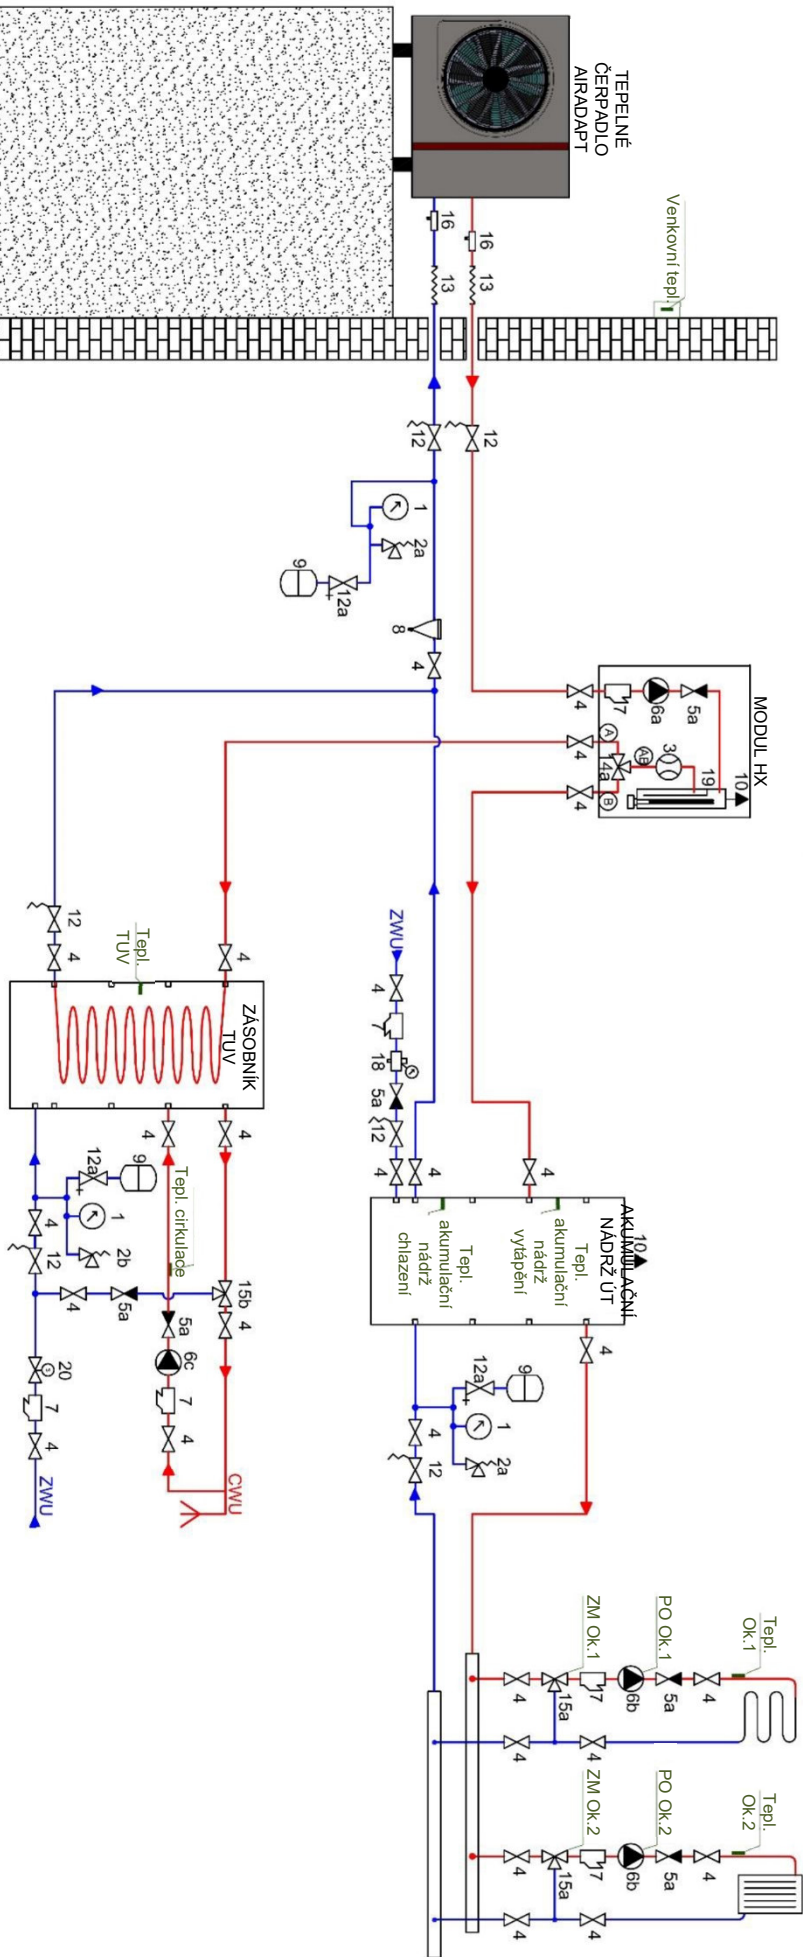 TEPELNÉ
ČERPADLO
AIRADAPT
Venkovní tepl.
16
16
13
13
12
12
1
2a
12a
9
8
4
MODUL HX
10
5a
6a
17
4
A
AB
3
19
4a
B
4
4
12
4
Tepl.
TUV
4
ZÁSOBNÍK
TUV
ZWU
4
7
18
5a
12
4
4
4
10
AKUMULAČNÍ
NÁDRŽ ÚT
Tepl.
akumulační
nádrž
vytápění
Tepl.
akumulační
nádrž
chlazení
4
4
Tepl. cirkulace
9
12a
1
2b
4
12
4
5a
15b
4
5a
6c
7
4
20
S
7
4
ZWU
CWU
4
9
12a
1
2a
4
12
Tepl.
Ok.1
PO Ok.1
ZM Ok.1
4
5a
6b
17
15a
4
4
4
Tepl.
Ok.2
PO Ok.2
ZM Ok.2
4
5a
6b
17
15a
4
4
4